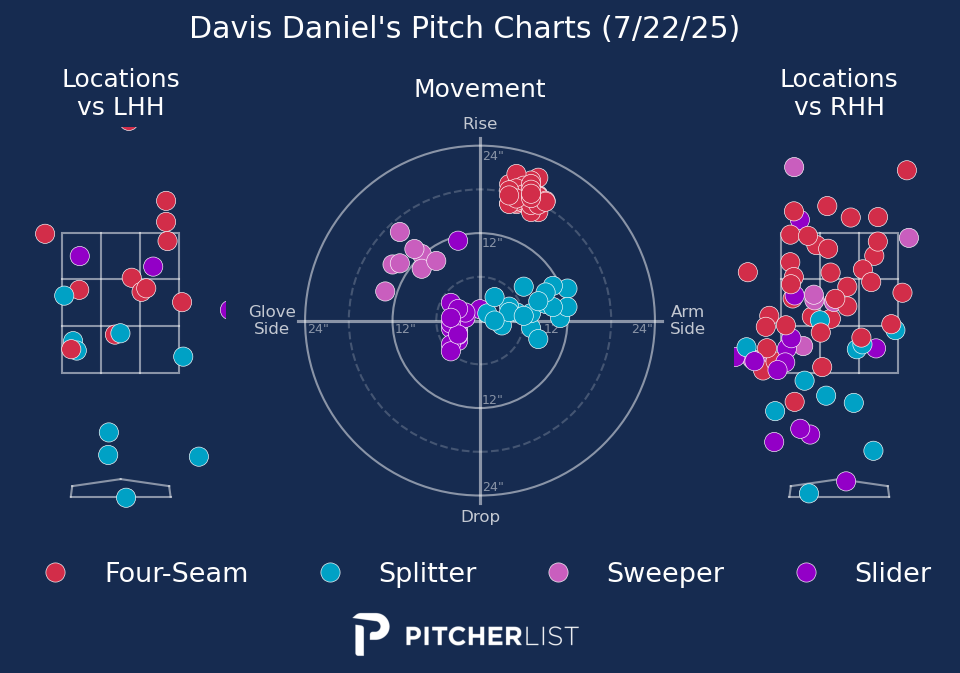 Davis Daniel's Pitch Charts (7/22/25)
Locations
vs LHH
Movement
Locations
vs RHH
Rise
24"
12"
Glove
Side
24"
12"
12"
24"
Arm
Side
12"
24"
Drop
Four-Seam
Splitter
Sweeper
Slider
PITCHERLIST